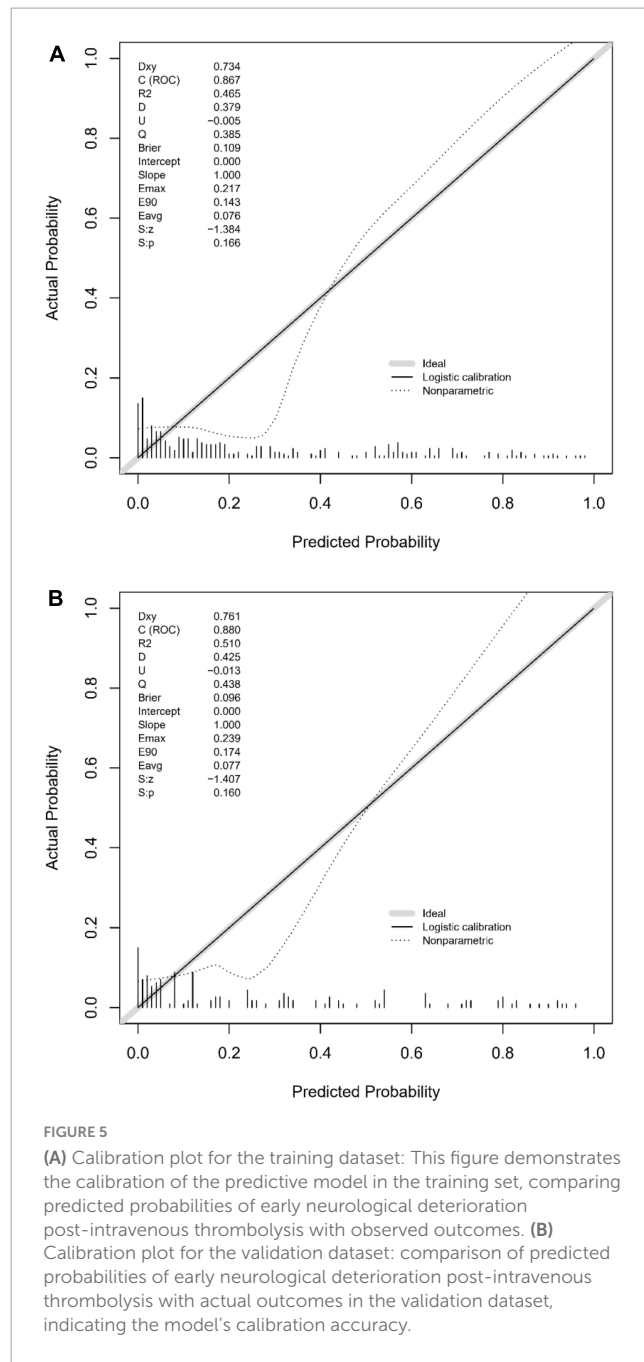 A
Dxy 0.734
C (ROC) 0.867
R2 0.465
D 0.379
U −0.005
Q 0.385
Brier 0.109
Intercept 0.000
Slope 1.000
Emax 0.217
E90 0.143
Eavg 0.076
S:z −1.384
S:p 0.166
Actual Probability
1.0
0.8
0.6
0.4
0.2
0.0
Ideal
Logistic calibration
Nonparametric
0.0 0.2 0.4 0.6 0.8 1.0
Predicted Probability
B
Dxy 0.761
C (ROC) 0.880
R2 0.510
D 0.425
U −0.013
Q 0.438
Brier 0.096
Intercept 0.000
Slope 1.000
Emax 0.239
E90 0.174
Eavg 0.077
S:z −1.407
S:p 0.160
Actual Probability
1.0
0.8
0.6
0.4
0.2
0.0
Ideal
Logistic calibration
Nonparametric
0.0 0.2 0.4 0.6 0.8 1.0
Predicted Probability
FIGURE 5
(A) Calibration plot for the training dataset: This figure demonstrates
the calibration of the predictive model in the training set, comparing
predicted probabilities of early neurological deterioration
post-intravenous thrombolysis with observed outcomes. (B)
Calibration plot for the validation dataset: comparison of predicted
probabilities of early neurological deterioration post-intravenous
thrombolysis with actual outcomes in the validation dataset,
indicating the model’s calibration accuracy.